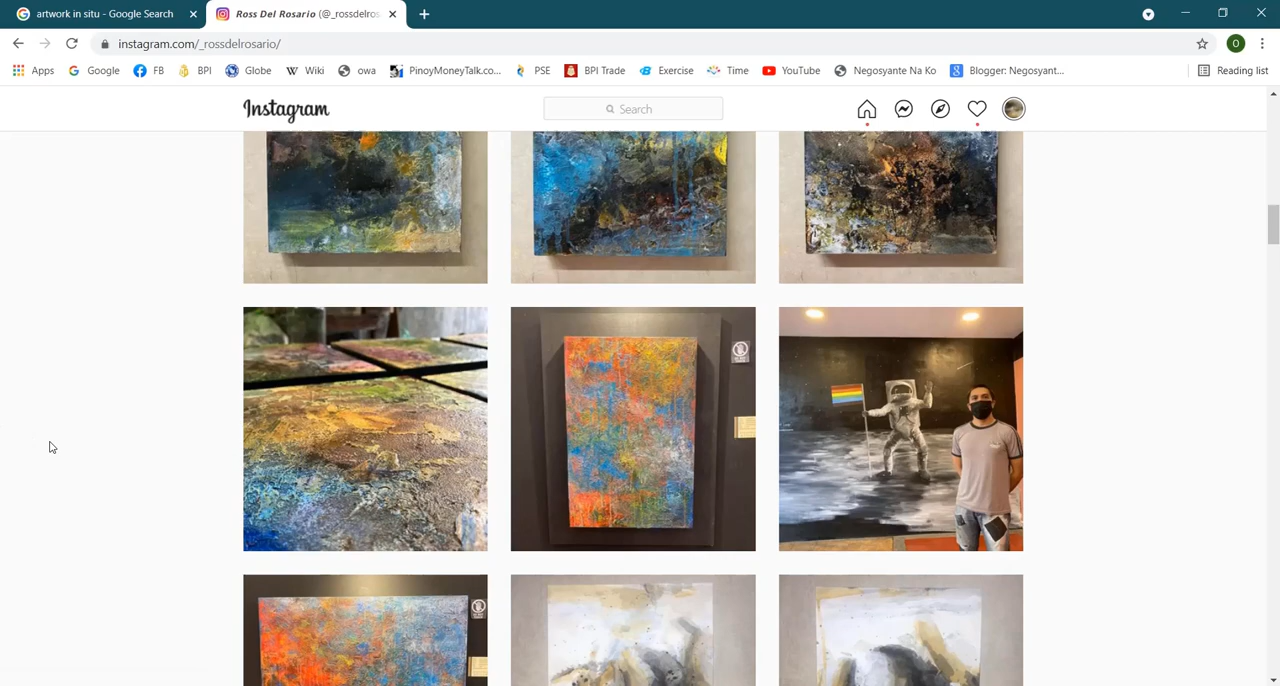 artwork in situ - Google Search
Ross Del Rosario (@_rossdelros
instagram.com/_rossdelrosario/
O
Apps
Google
FB
BPI
Globe
Wiki
owa
PinoyMoneyTalk.co...
PSE
BPI Trade
Exercise
Time
YouTube
Negosyante Na Ko
Blogger: Negosyant...
Reading list
Instagram
Search